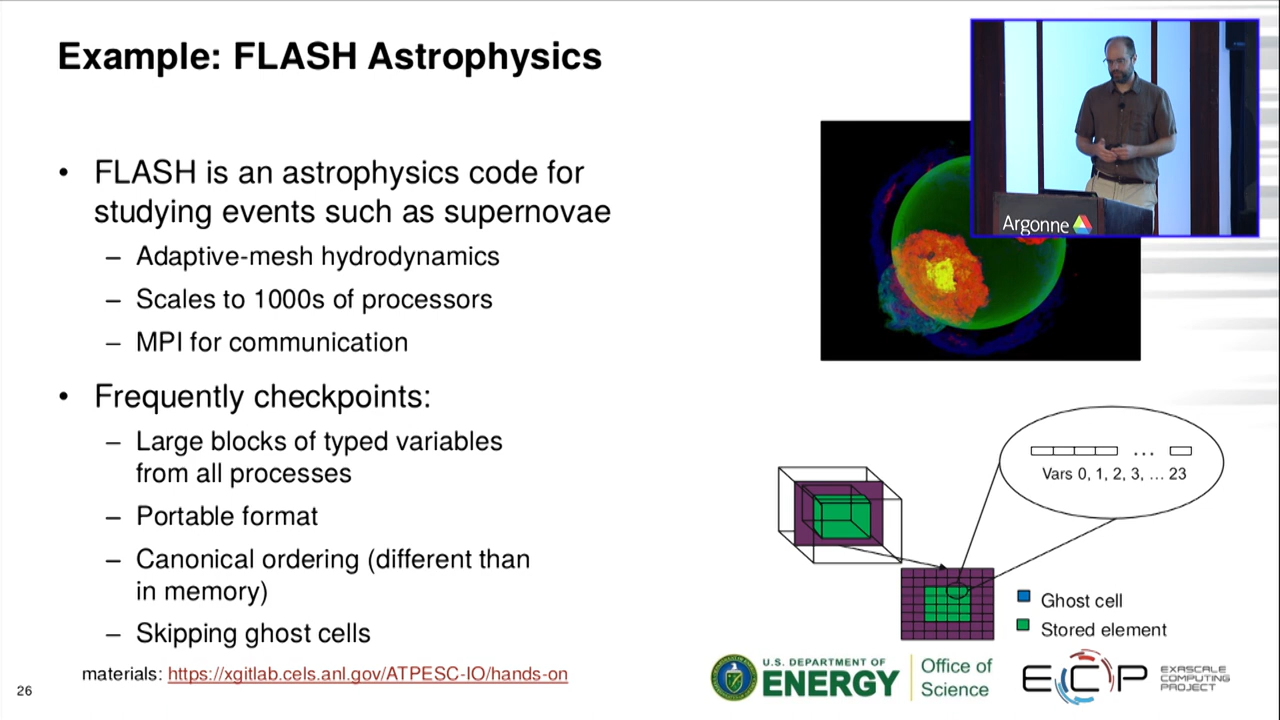 Example: FLASH Astrophysics
• FLASH is an astrophysics code for
studying events such as supernovae
– Adaptive-mesh hydrodynamics
– Scales to 1000s of processors
– MPI for communication
• Frequently checkpoints:
– Large blocks of typed variables
from all processes
– Portable format
– Canonical ordering (different than
in memory)
– Skipping ghost cells
materials: https://xgitlab.cels.anl.gov/ATPESC-IO/hands-on
26
Argonne
...
Vars 0, 1, 2, 3, ... 23
Ghost cell
Stored element
U.S. DEPARTMENT OF
ENERGY
Office of
Science
ECP
EXASCALE
COMPUTING
PROJECT